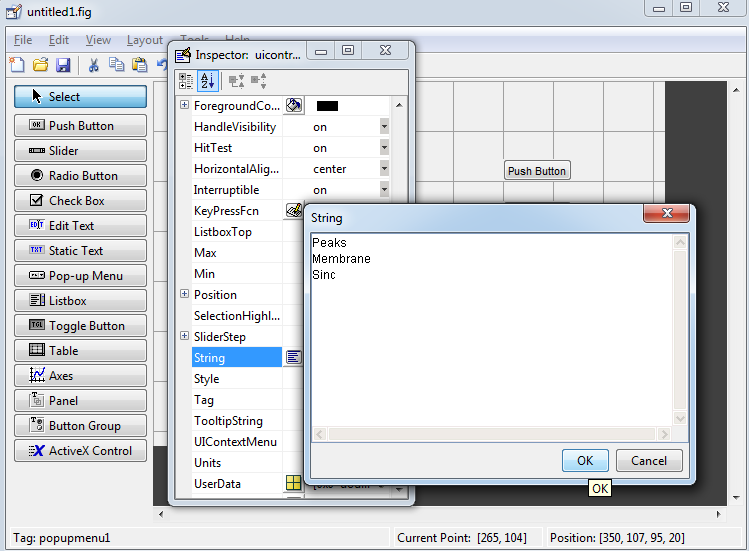 untitled1.fig
File Edit View Layout Tools
Inspector: uicontr...
Select
Push Button
Slider
Radio Button
Check Box
Edit Text
Static Text
Pop-up Menu
Listbox
Toggle Button
Table
Axes
Panel
Button Group
ActiveX Control
ForegroundCo...
HandleVisibility on
HitTest on
HorizontalAlig... center
Interruptible on
KeyPressFcn
ListboxTop
Max
Min
Position
SelectionHighl...
SliderStep
String
Style
Tag
TooltipString
UIContextMenu
Units
UserData
Push Button
String
Peaks
Membrane
Sinc
OK Cancel
OK
Tag: popupmenu1 Current Point: [265, 104] Position: [350, 107, 95, 20]